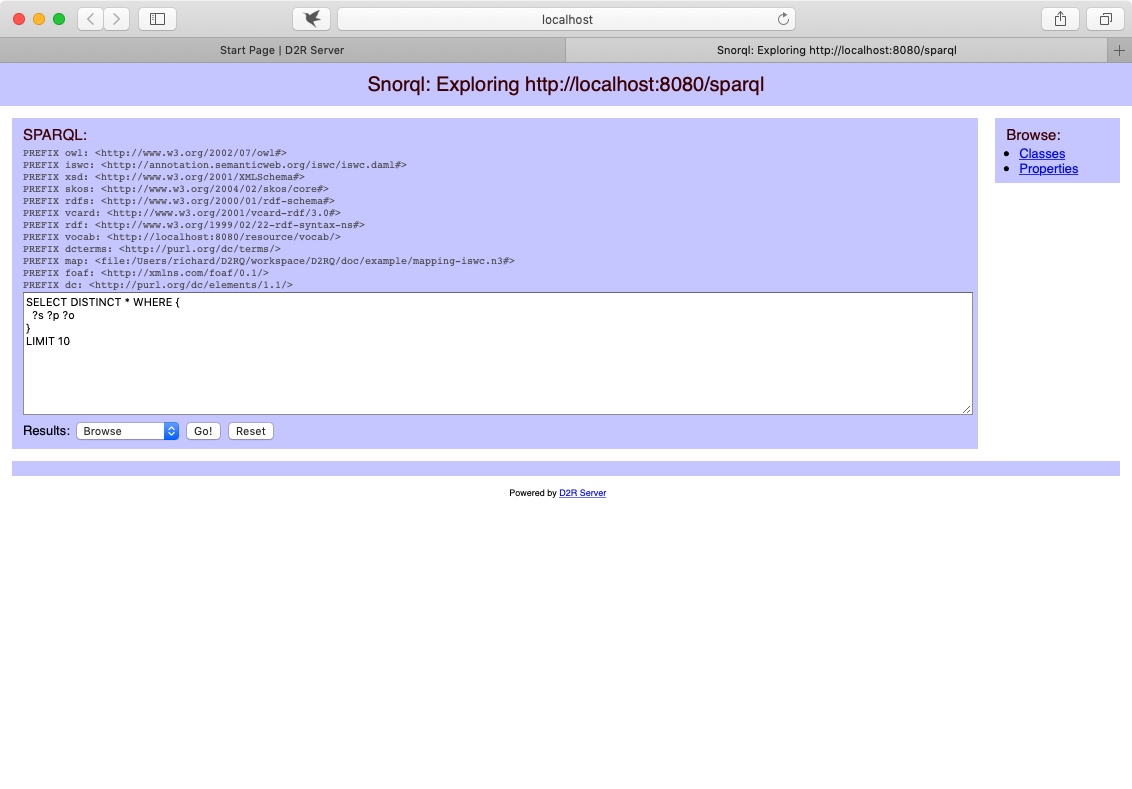 localhost
Start Page | D2R Server
Snorql: Exploring http://localhost:8080/sparql
Snorql: Exploring http://localhost:8080/sparql
SPARQL:
PREFIX owl: <http://www.w3.org/2002/07/owl#>
PREFIX iswc: <http://annotation.semanticweb.org/iswc/iswc.daml#>
PREFIX xsd: <http://www.w3.org/2001/XMLSchema#>
PREFIX skos: <http://www.w3.org/2004/02/skos/core#>
PREFIX rdfs: <http://www.w3.org/2000/01/rdf-schema#>
PREFIX vcard: <http://www.w3.org/2001/vcard-rdf/3.0#>
PREFIX rdf: <http://www.w3.org/1999/02/22-rdf-syntax-ns#>
PREFIX vocab: <http://localhost:8080/resource/vocab/>
PREFIX dcterms: <http://purl.org/dc/terms/>
PREFIX map: <file:/Users/richard/D2RQ/workspace/D2RQ/doc/example/mapping-iswc.n3#>
PREFIX foaf: <http://xmlns.com/foaf/0.1/>
PREFIX dc: <http://purl.org/dc/elements/1.1/>
SELECT DISTINCT * WHERE {
?s ?p ?o
}
LIMIT 10
Results: Browse Go! Reset
Browse:
Classes
Properties
Powered by D2R Server